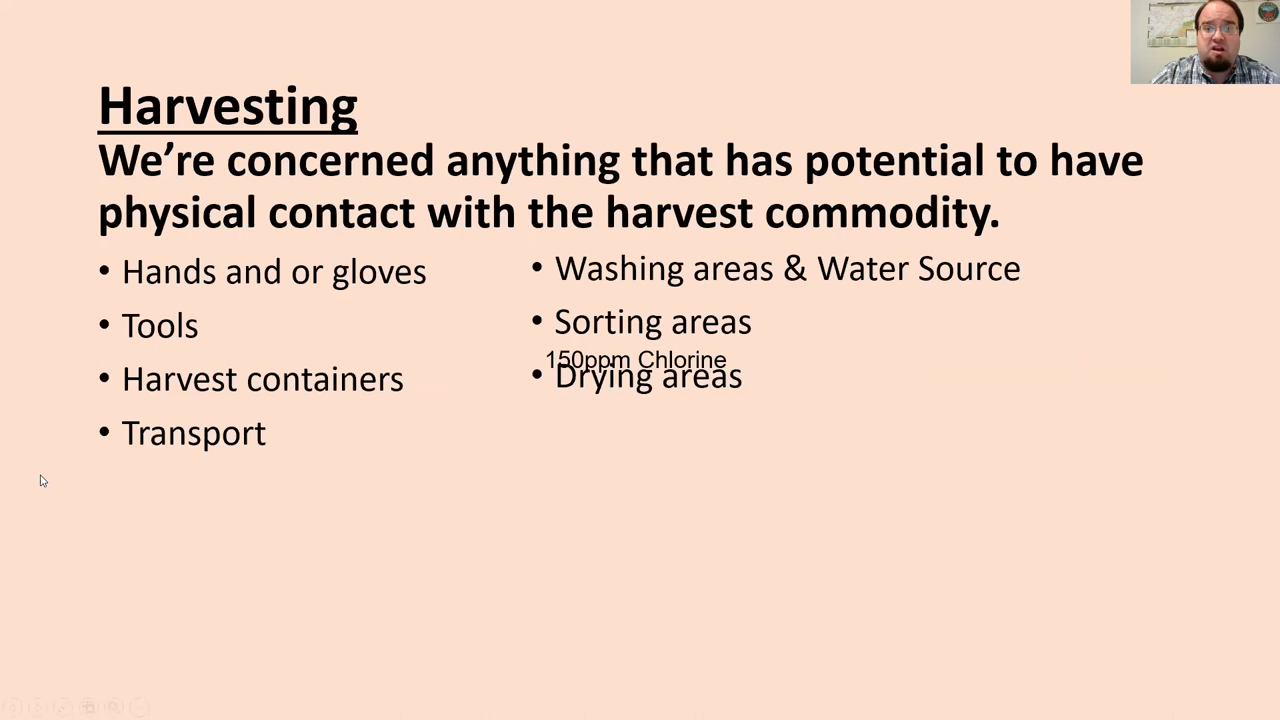 Harvesting
We’re concerned anything that has potential to have
physical contact with the harvest commodity.
• Hands and or gloves
• Tools
• Harvest containers
• Transport
• Washing areas & Water Source
• Sorting areas
150ppm Chlorine
• Drying areas